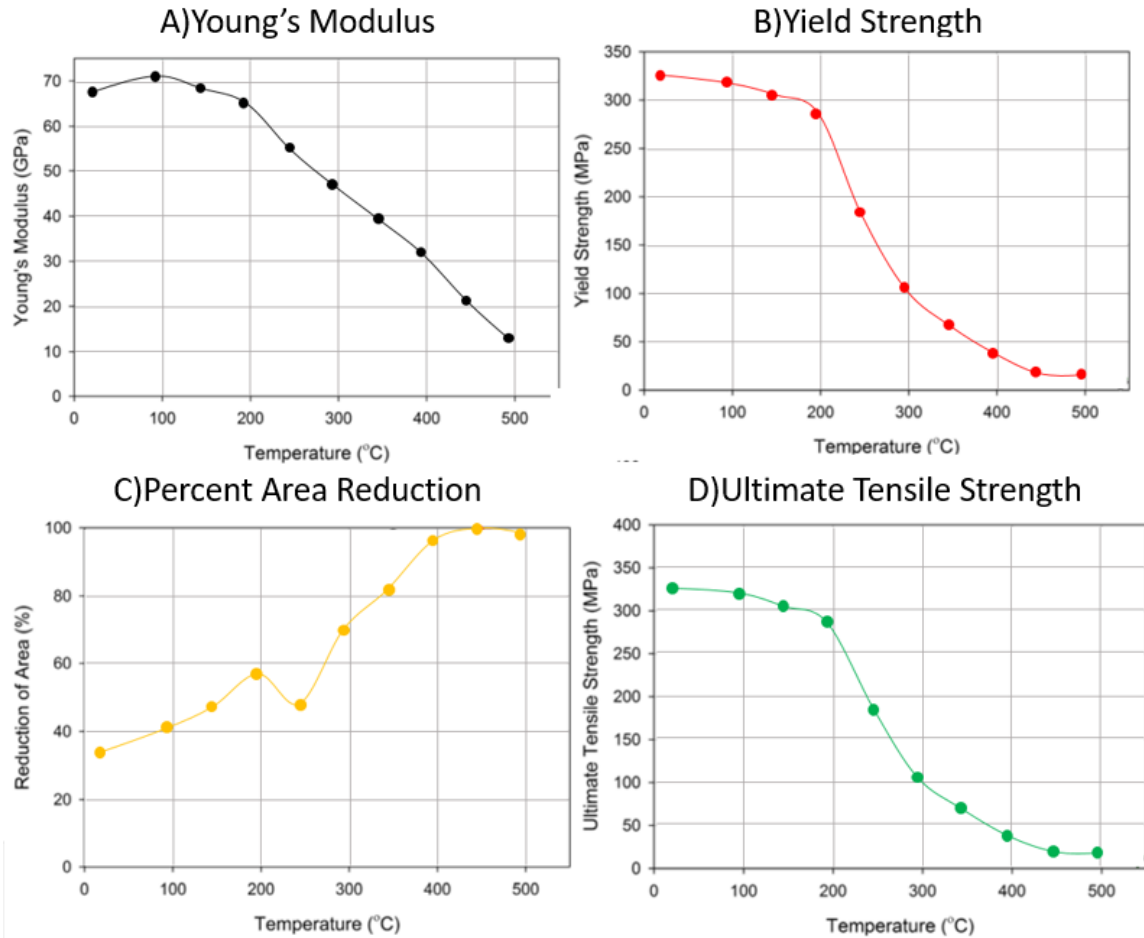 A)Young's Modulus
Young's Modulus (GPa)
70
60
50
40
30
20
10
0
0 100 200 300 400 500
Temperature (°C)
B)Yield Strength
Yield Strength (MPa)
350
300
250
200
150
100
50
0
0 100 200 300 400 500
Temperature (°C)
C)Percent Area Reduction
Reduction of Area (%)
100
80
60
40
20
0
0 100 200 300 400 500
Temperature (°C)
D)Ultimate Tensile Strength
Ultimate Tensile Strength (MPa)
400
350
300
250
200
150
100
50
0
0 100 200 300 400 500
Temperature (°C)